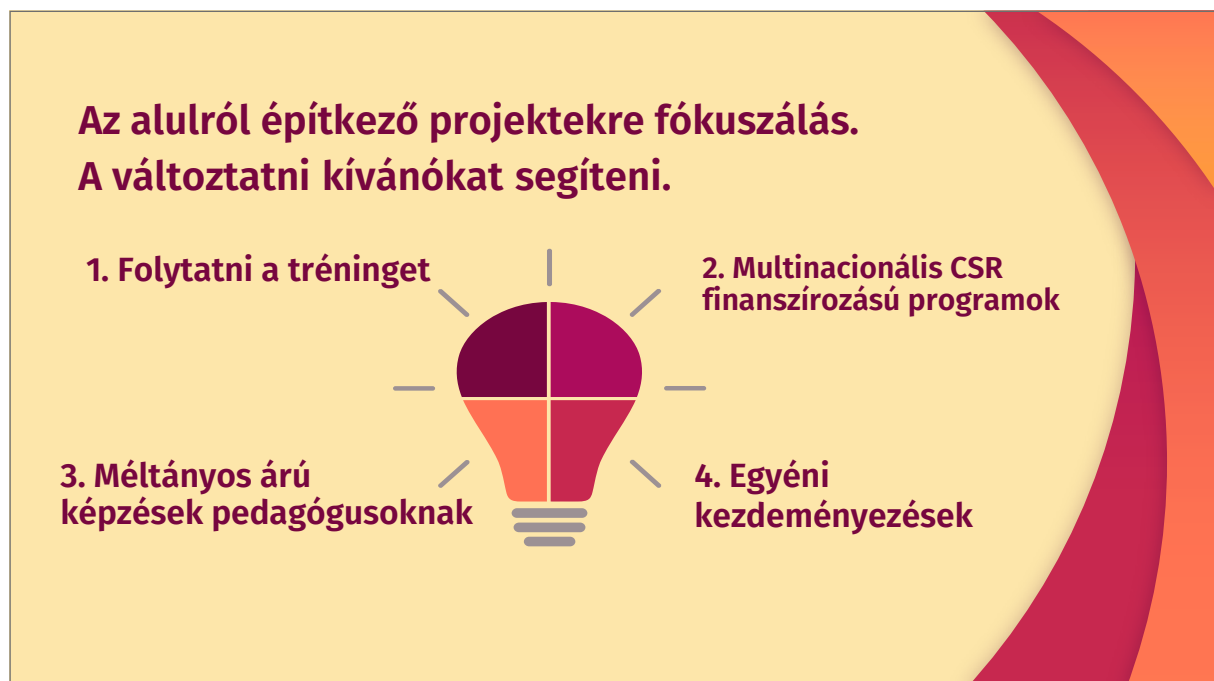 Az alulról építkező projektekre fókuszálás.
A változtatni kívánókat segíteni.
1. Folytatni a tréninget
2. Multinacionális CSR
finanszírozású programok
3. Méltányos árú
képzések pedagógusoknak
4. Egyéni
kezdeményezések